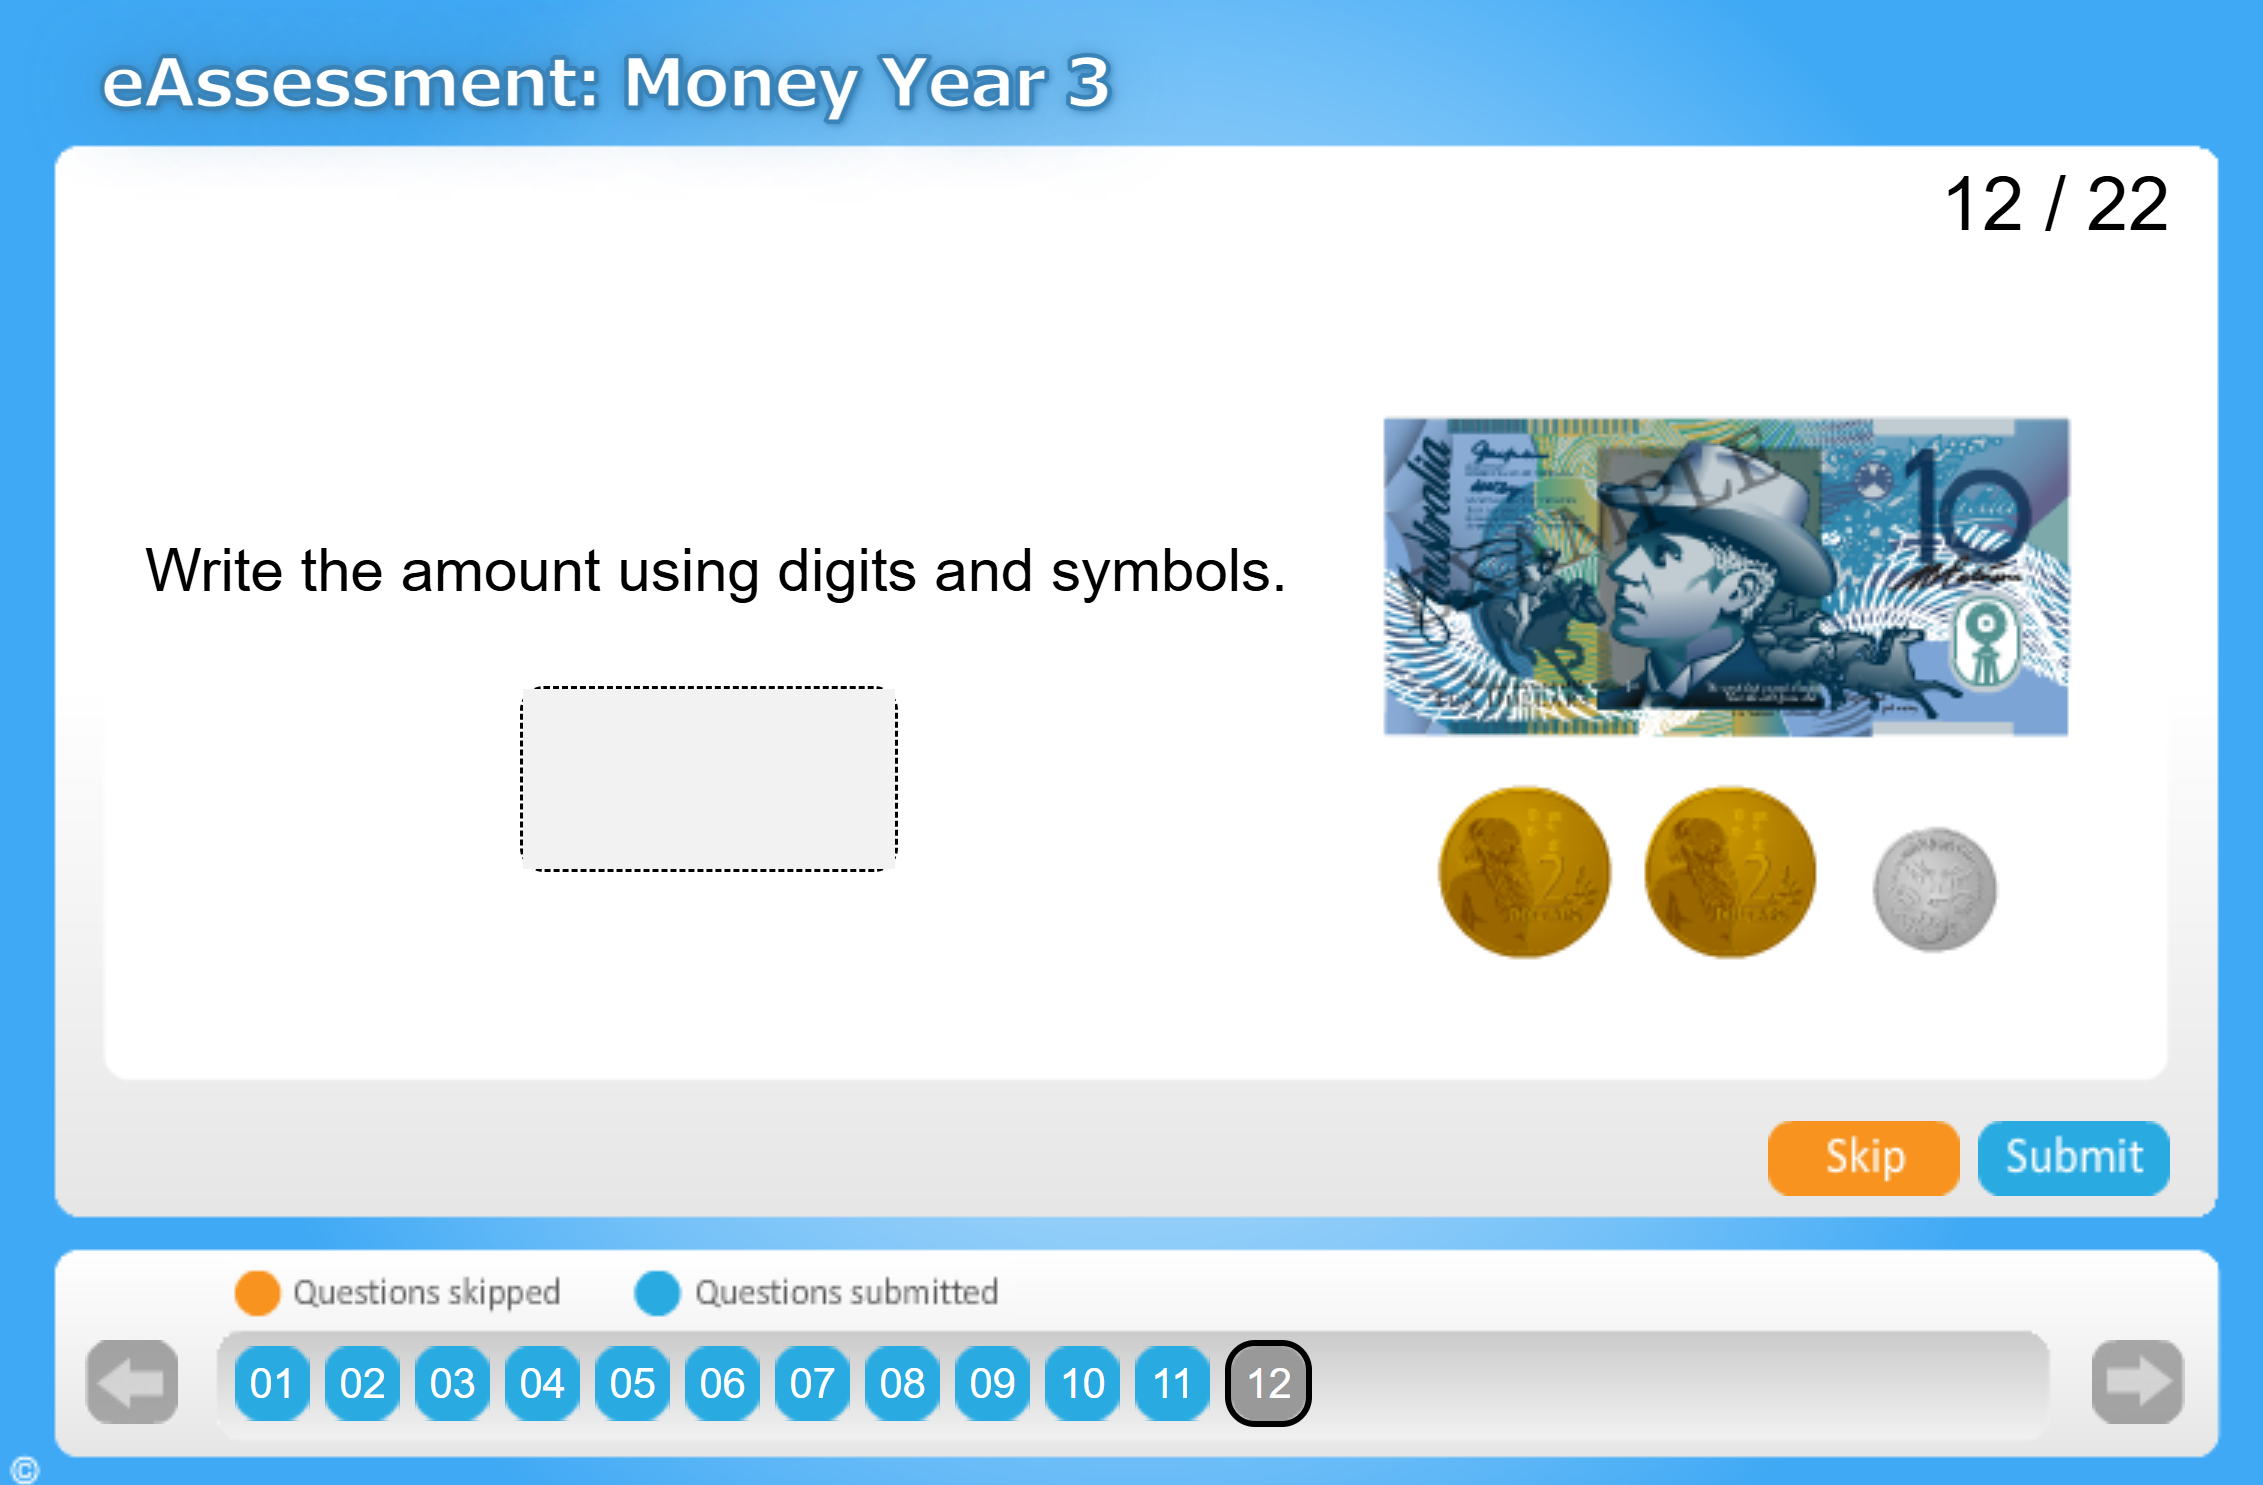 eAssessment: Money Year 3
12 / 22
Write the amount using digits and symbols.
Australia
10
SAMPLE
2
DOLLARS
2
DOLLARS
Skip
Submit
Questions skipped
Questions submitted
01 02 03 04 05 06 07 08 09 10 11 12
©